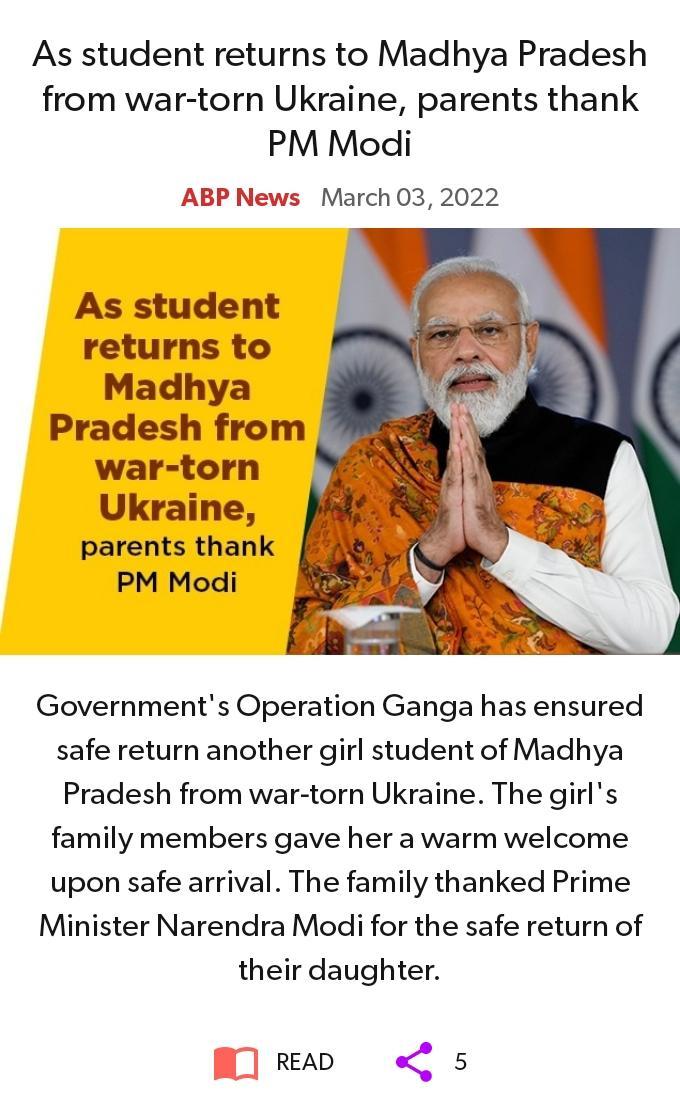 As student returns to Madhya Pradesh
from war-torn Ukraine, parents thank
PM Modi
ABP News March 03, 2022
As student
returns to
Madhya
Pradesh from
war-torn
Ukraine,
parents thank
PM Modi
Government's Operation Ganga has ensured
safe return another girl student of Madhya
Pradesh from war-torn Ukraine. The girl's
family members gave her a warm welcome
upon safe arrival. The family thanked Prime
Minister Narendra Modi for the safe return of
their daughter.
READ 5